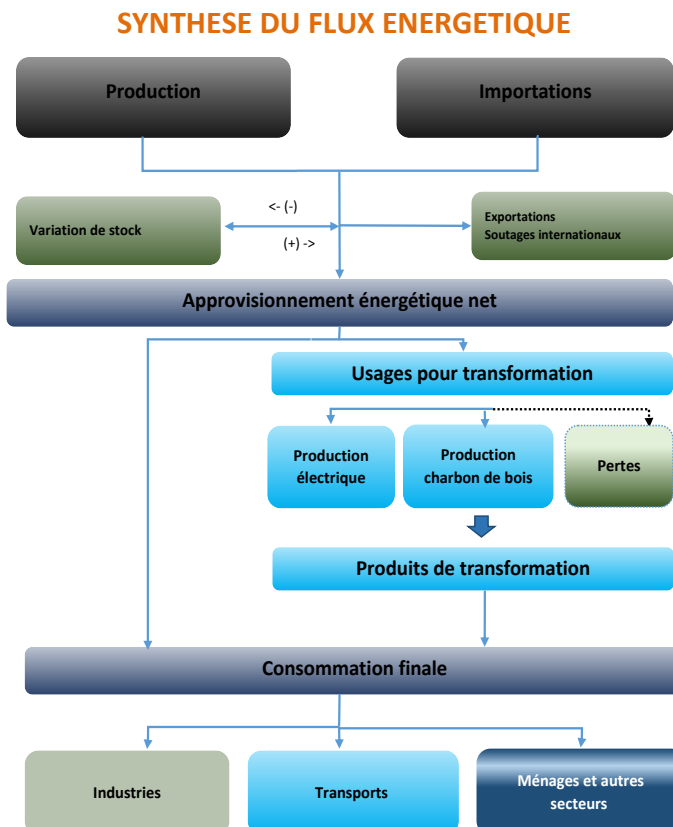 SYNTHESE DU FLUX ENERGETIQUE
Production
Importations
<- (-)
Variation de stock
(+) ->
Exportations
Soutages internationaux
Approvisionnement énergétique net
Usages pour transformation
Production
électrique
Production
charbon de bois
Pertes
Produits de transformation
Consommation finale
Industries
Transports
Ménages et autres
secteurs